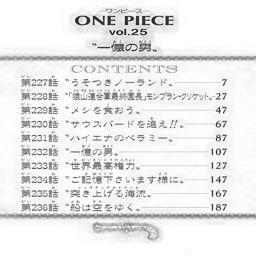 ワンピース
ONE PIECE
vol.25
“一億の男”
CONTENTS
第227話 “うそつきノーランド” 7
第228話 “「猿山連合軍最終園長」モンブラン・クリケット” 27
第229話 “メシを食おう” 47
第230話 “サウスバードを追え!!” 67
第231話 “ハイエナのベラミー” 87
第232話 “一億の男” 107
第233話 “世界最高権力” 127
第234話 “ご記憶下さいます様に” 147
第235話 “突き上げる海流” 167
第236話 “船は空をゆく” 187